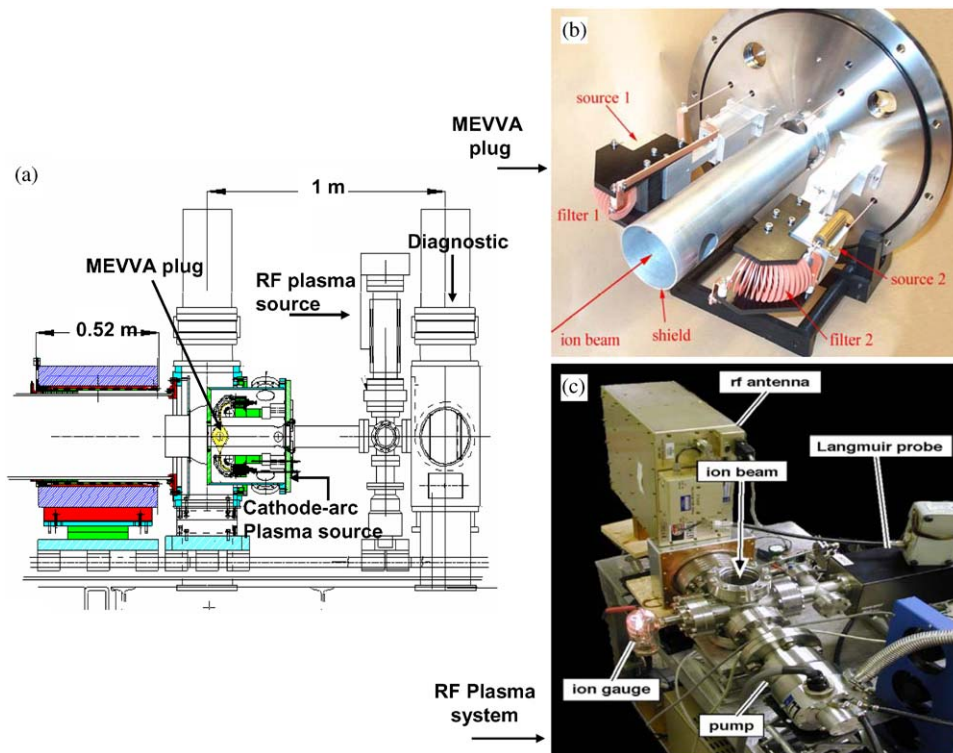 (a)
1 m
MEVVA plug
RF plasma
source
Diagnostic
0.52 m
Cathode-arc
Plasma source
MEVVA
plug
RF Plasma
system
(b)
source 1
filter 1
ion beam
shield
filter 2
source 2
(c)
rf antenna
Langmuir probe
ion beam
ion gauge
pump